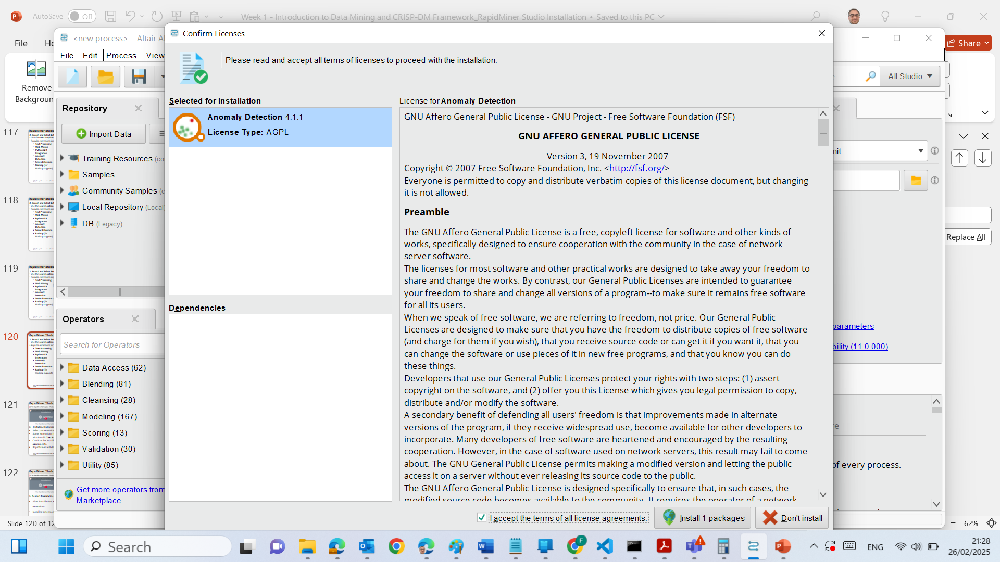 AutoSave
Off
Week 1 - Introduction to Data Mining and CRISP-DM Framework_RapidMiner Studio Installation • Saved to this PC
File
Share
Remove
117
118
119
120
121
122
<new process> – Altair
File Edit Process View
All Studio
Repository
Import Data
Training Resources
Samples
Community Samples
Local Repository (Local
DB (Legacy)
Operators
Search for Operators
Data Access (62)
Blending (81)
Cleansing (28)
Modeling (167)
Scoring (13)
Validation (30)
Utility (85)
Get more operators from
Marketplace
Confirm Licenses
Please read and accept all terms of licenses to proceed with the installation.
Selected for installation
Anomaly Detection 4.1.1
License Type: AGPL
Dependencies
License for Anomaly Detection
GNU Affero General Public License - GNU Project - Free Software Foundation (FSF)
GNU AFFERO GENERAL PUBLIC LICENSE
Version 3, 19 November 2007
Copyright © 2007 Free Software Foundation, Inc. <http://fsf.org/>
Everyone is permitted to copy and distribute verbatim copies of this license document, but changing
it is not allowed.
Preamble
The GNU Affero General Public License is a free, copyleft license for software and other kinds of
works, specifically designed to ensure cooperation with the community in the case of network
server software.
The licenses for most software and other practical works are designed to take away your freedom to
share and change the works. By contrast, our General Public Licenses are intended to guarantee
your freedom to share and change all versions of a program--to make sure it remains free software
for all its users.
When we speak of free software, we are referring to freedom, not price. Our General Public
Licenses are designed to make sure that you have the freedom to distribute copies of free software
(and charge for them if you wish), that you receive source code or can get it if you want it, that you
can change the software or use pieces of it in new free programs, and that you know you can do
these things.
Developers that use our General Public Licenses protect your rights with two steps: (1) assert
copyright on the software, and (2) offer you this License which gives you legal permission to copy,
distribute and/or modify the software.
A secondary benefit of defending all users' freedom is that improvements made in alternate
versions of the program, if they receive widespread use, become available for other developers to
incorporate. Many developers of free software are heartened and encouraged by the resulting
cooperation. However, in the case of software used on network servers, this result may fail to come
about. The GNU General Public License permits making a modified version and letting the public
access it on a server without ever releasing its source code to the public.
The GNU Affero General Public License is designed specifically to ensure that, in such cases, the
modified source code becomes available to the community. It requires the operator of a network
I accept the terms of all license agreements.
Install 1 packages
Don't install
parameters
(11.0.000)
of every process.
Replace All
Slide 120 of
62%
Search
ENG
21:28
26/02/2025